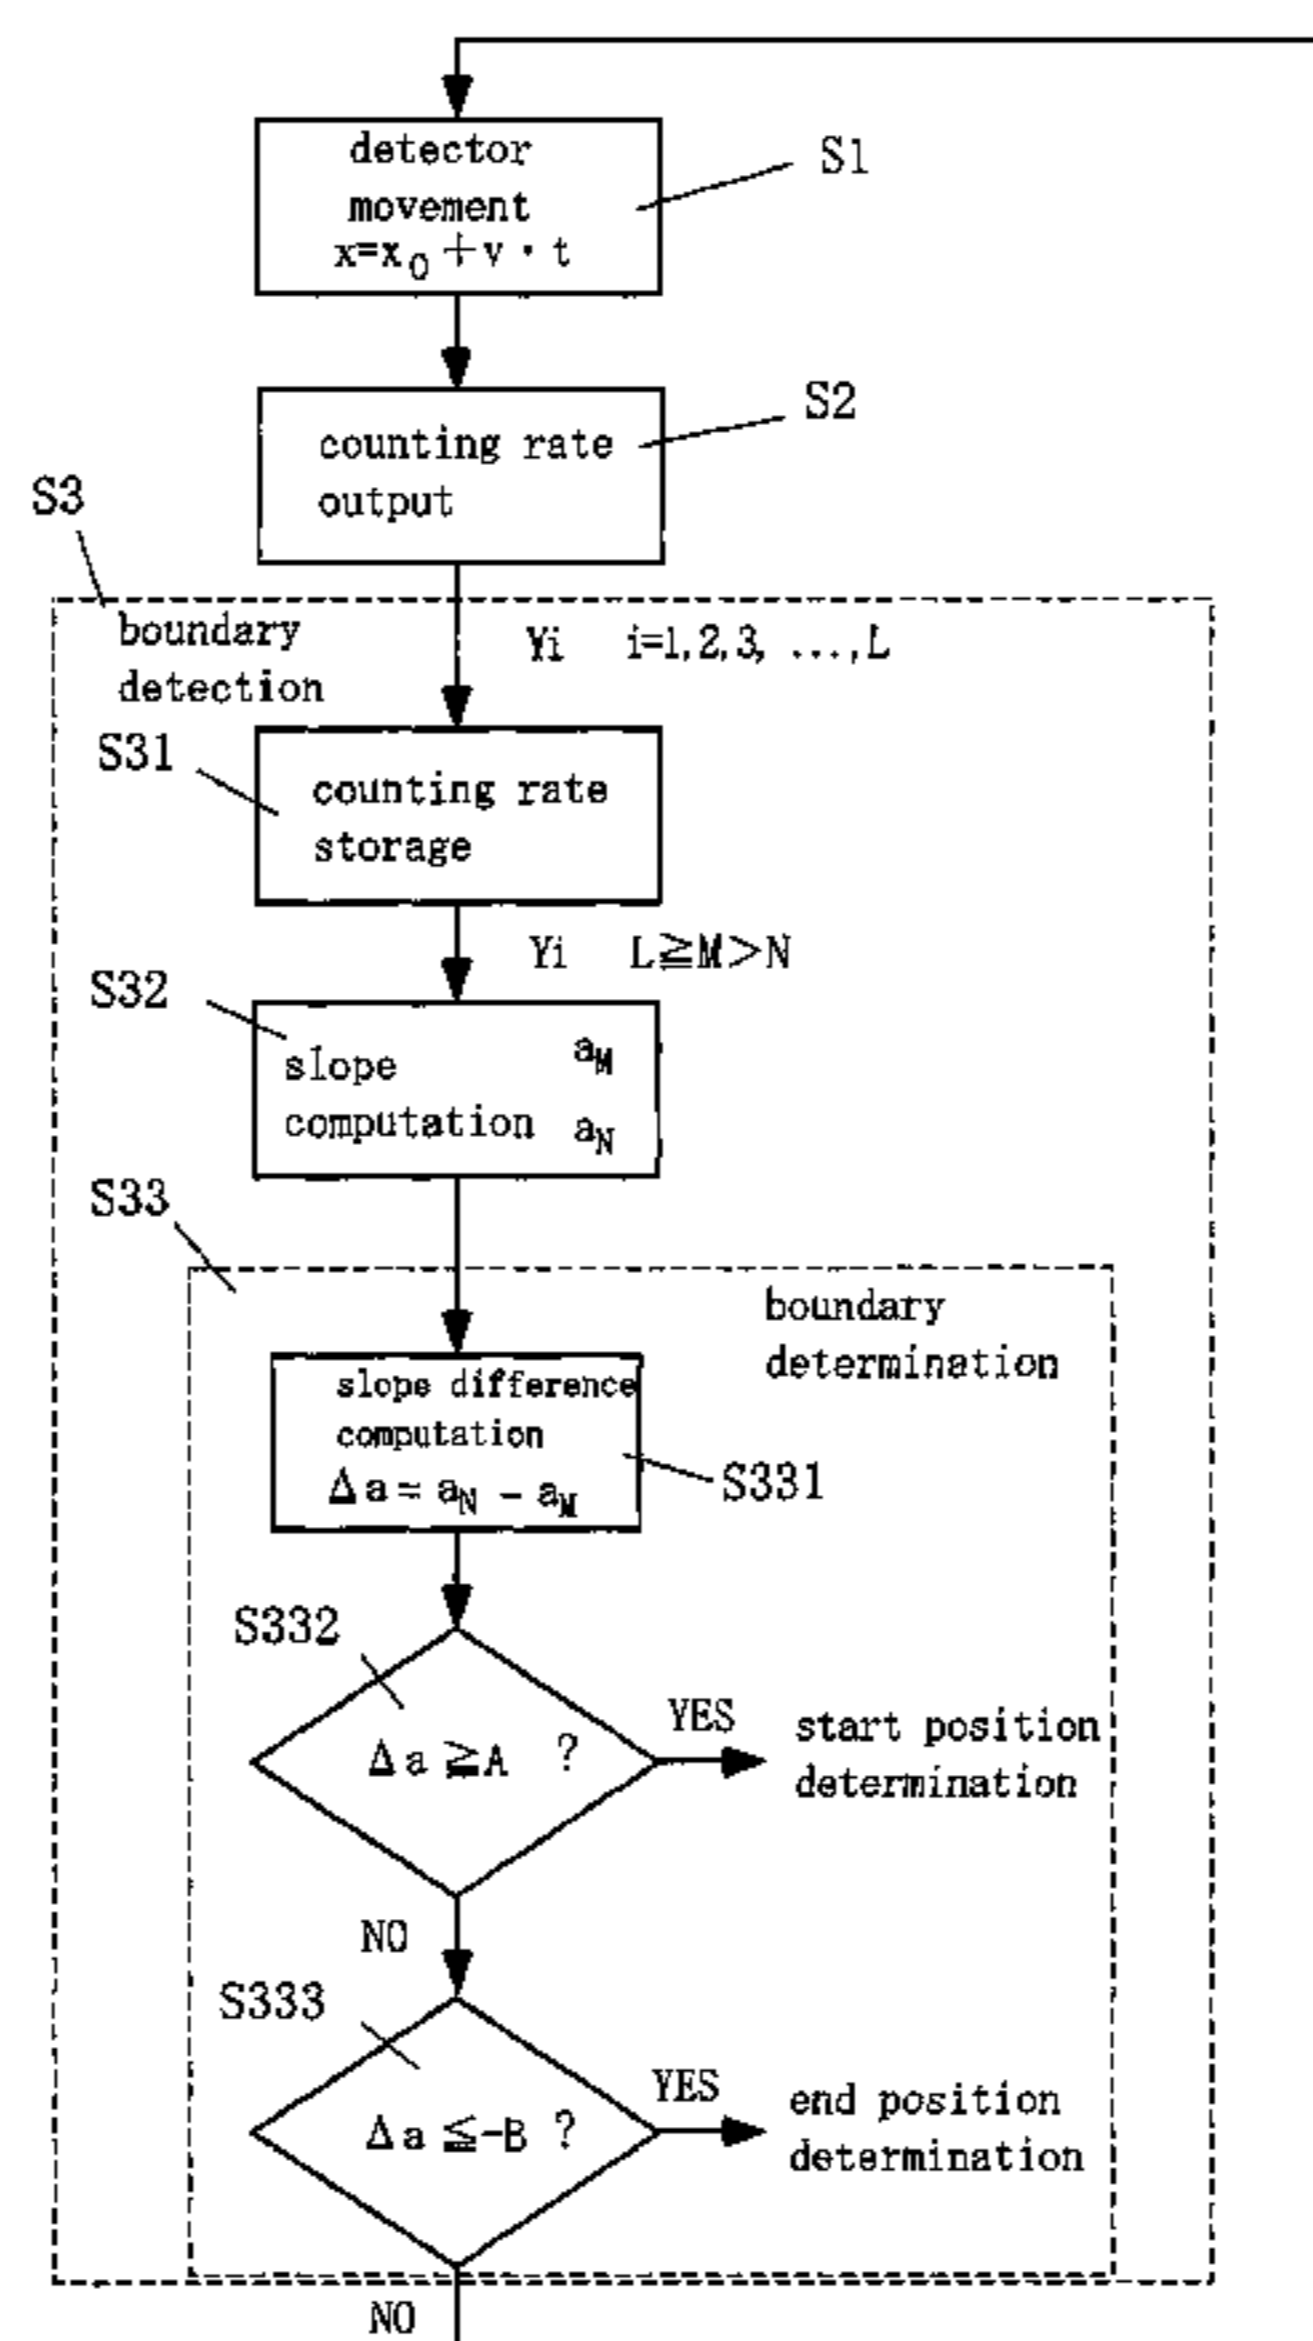 detector
movement
x=x₀+v・t
S1
counting rate
output
S2
S3
boundary
detection
Yi i=1,2,3, ...,L
S31
counting rate
storage
Yi L≧M>N
S32
slope aM
computation aN
S33
boundary
determination
slope difference
computation
Δa=aN - aM
S331
S332
Δa≧A ?
YES
start position
determination
NO
S333
Δa≦-B ?
YES
end position
determination
NO